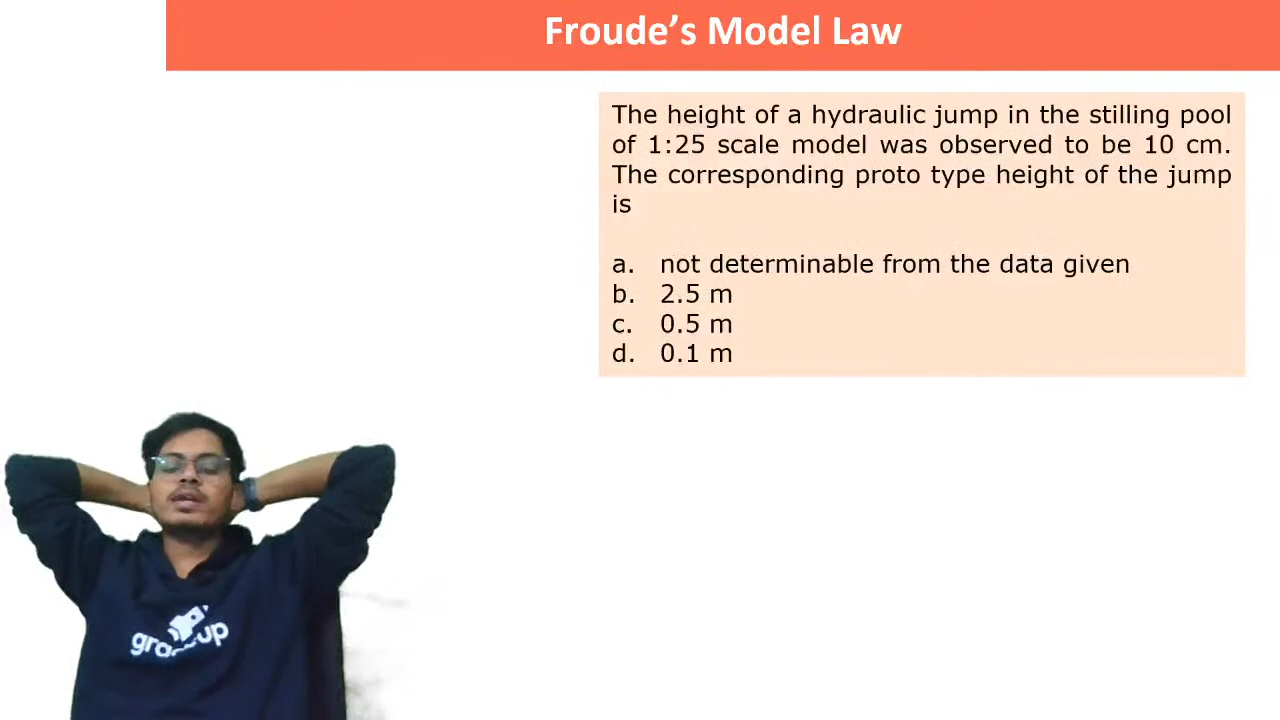 Froude's Model Law
The height of a hydraulic jump in the stilling pool
of 1:25 scale model was observed to be 10 cm.
The corresponding proto type height of the jump
is
a. not determinable from the data given
b. 2.5 m
c. 0.5 m
d. 0.1 m